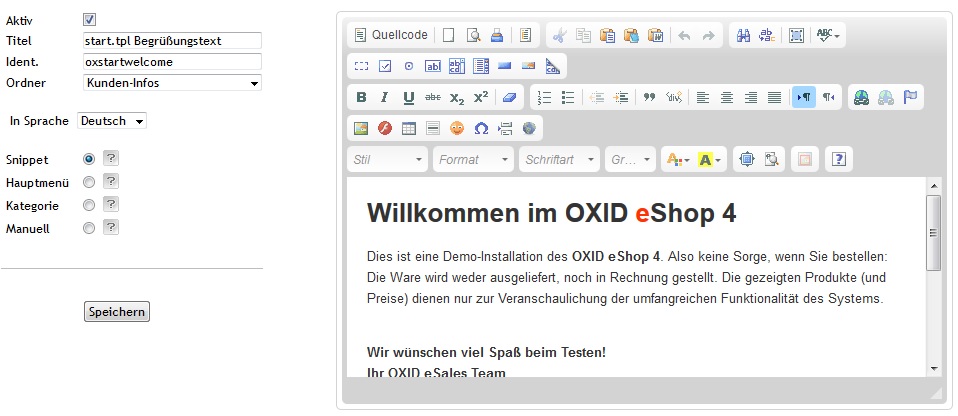 Aktiv
Titel start.tpl Begrüßungstext
Ident. oxstartwelcome
Ordner Kunden-Infos
In Sprache Deutsch
Snippet ?
Hauptmenü ?
Kategorie ?
Manuell ?
Speichern
Quellcode
B I U abc x₂ x²
Stil Format Schriftart Gr... A A ?
Willkommen im OXID eShop 4
Dies ist eine Demo-Installation des OXID eShop 4. Also keine Sorge, wenn Sie bestellen:
Die Ware wird weder ausgeliefert, noch in Rechnung gestellt. Die gezeigten Produkte (und
Preise) dienen nur zur Veranschaulichung der umfangreichen Funktionalität des Systems.
Wir wünschen viel Spaß beim Testen!
Ihr OXID eSales Team